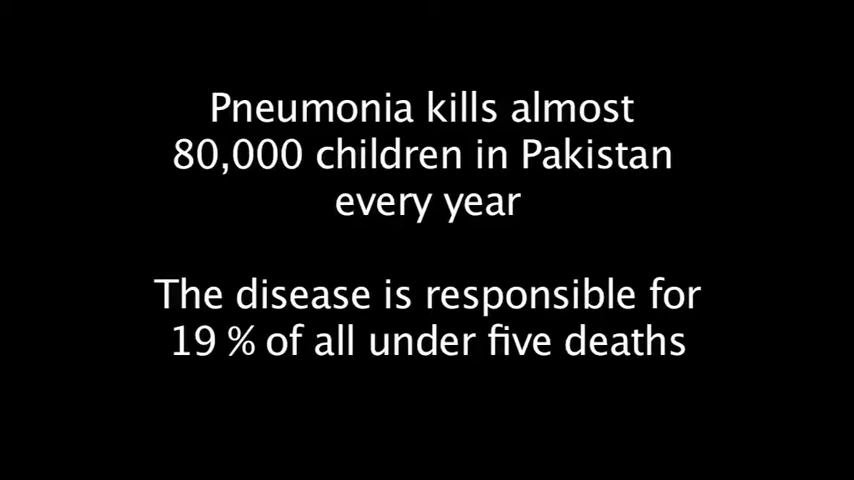 Pneumonia kills almost
80,000 children in Pakistan
every year
The disease is responsible for
19 % of all under five deaths